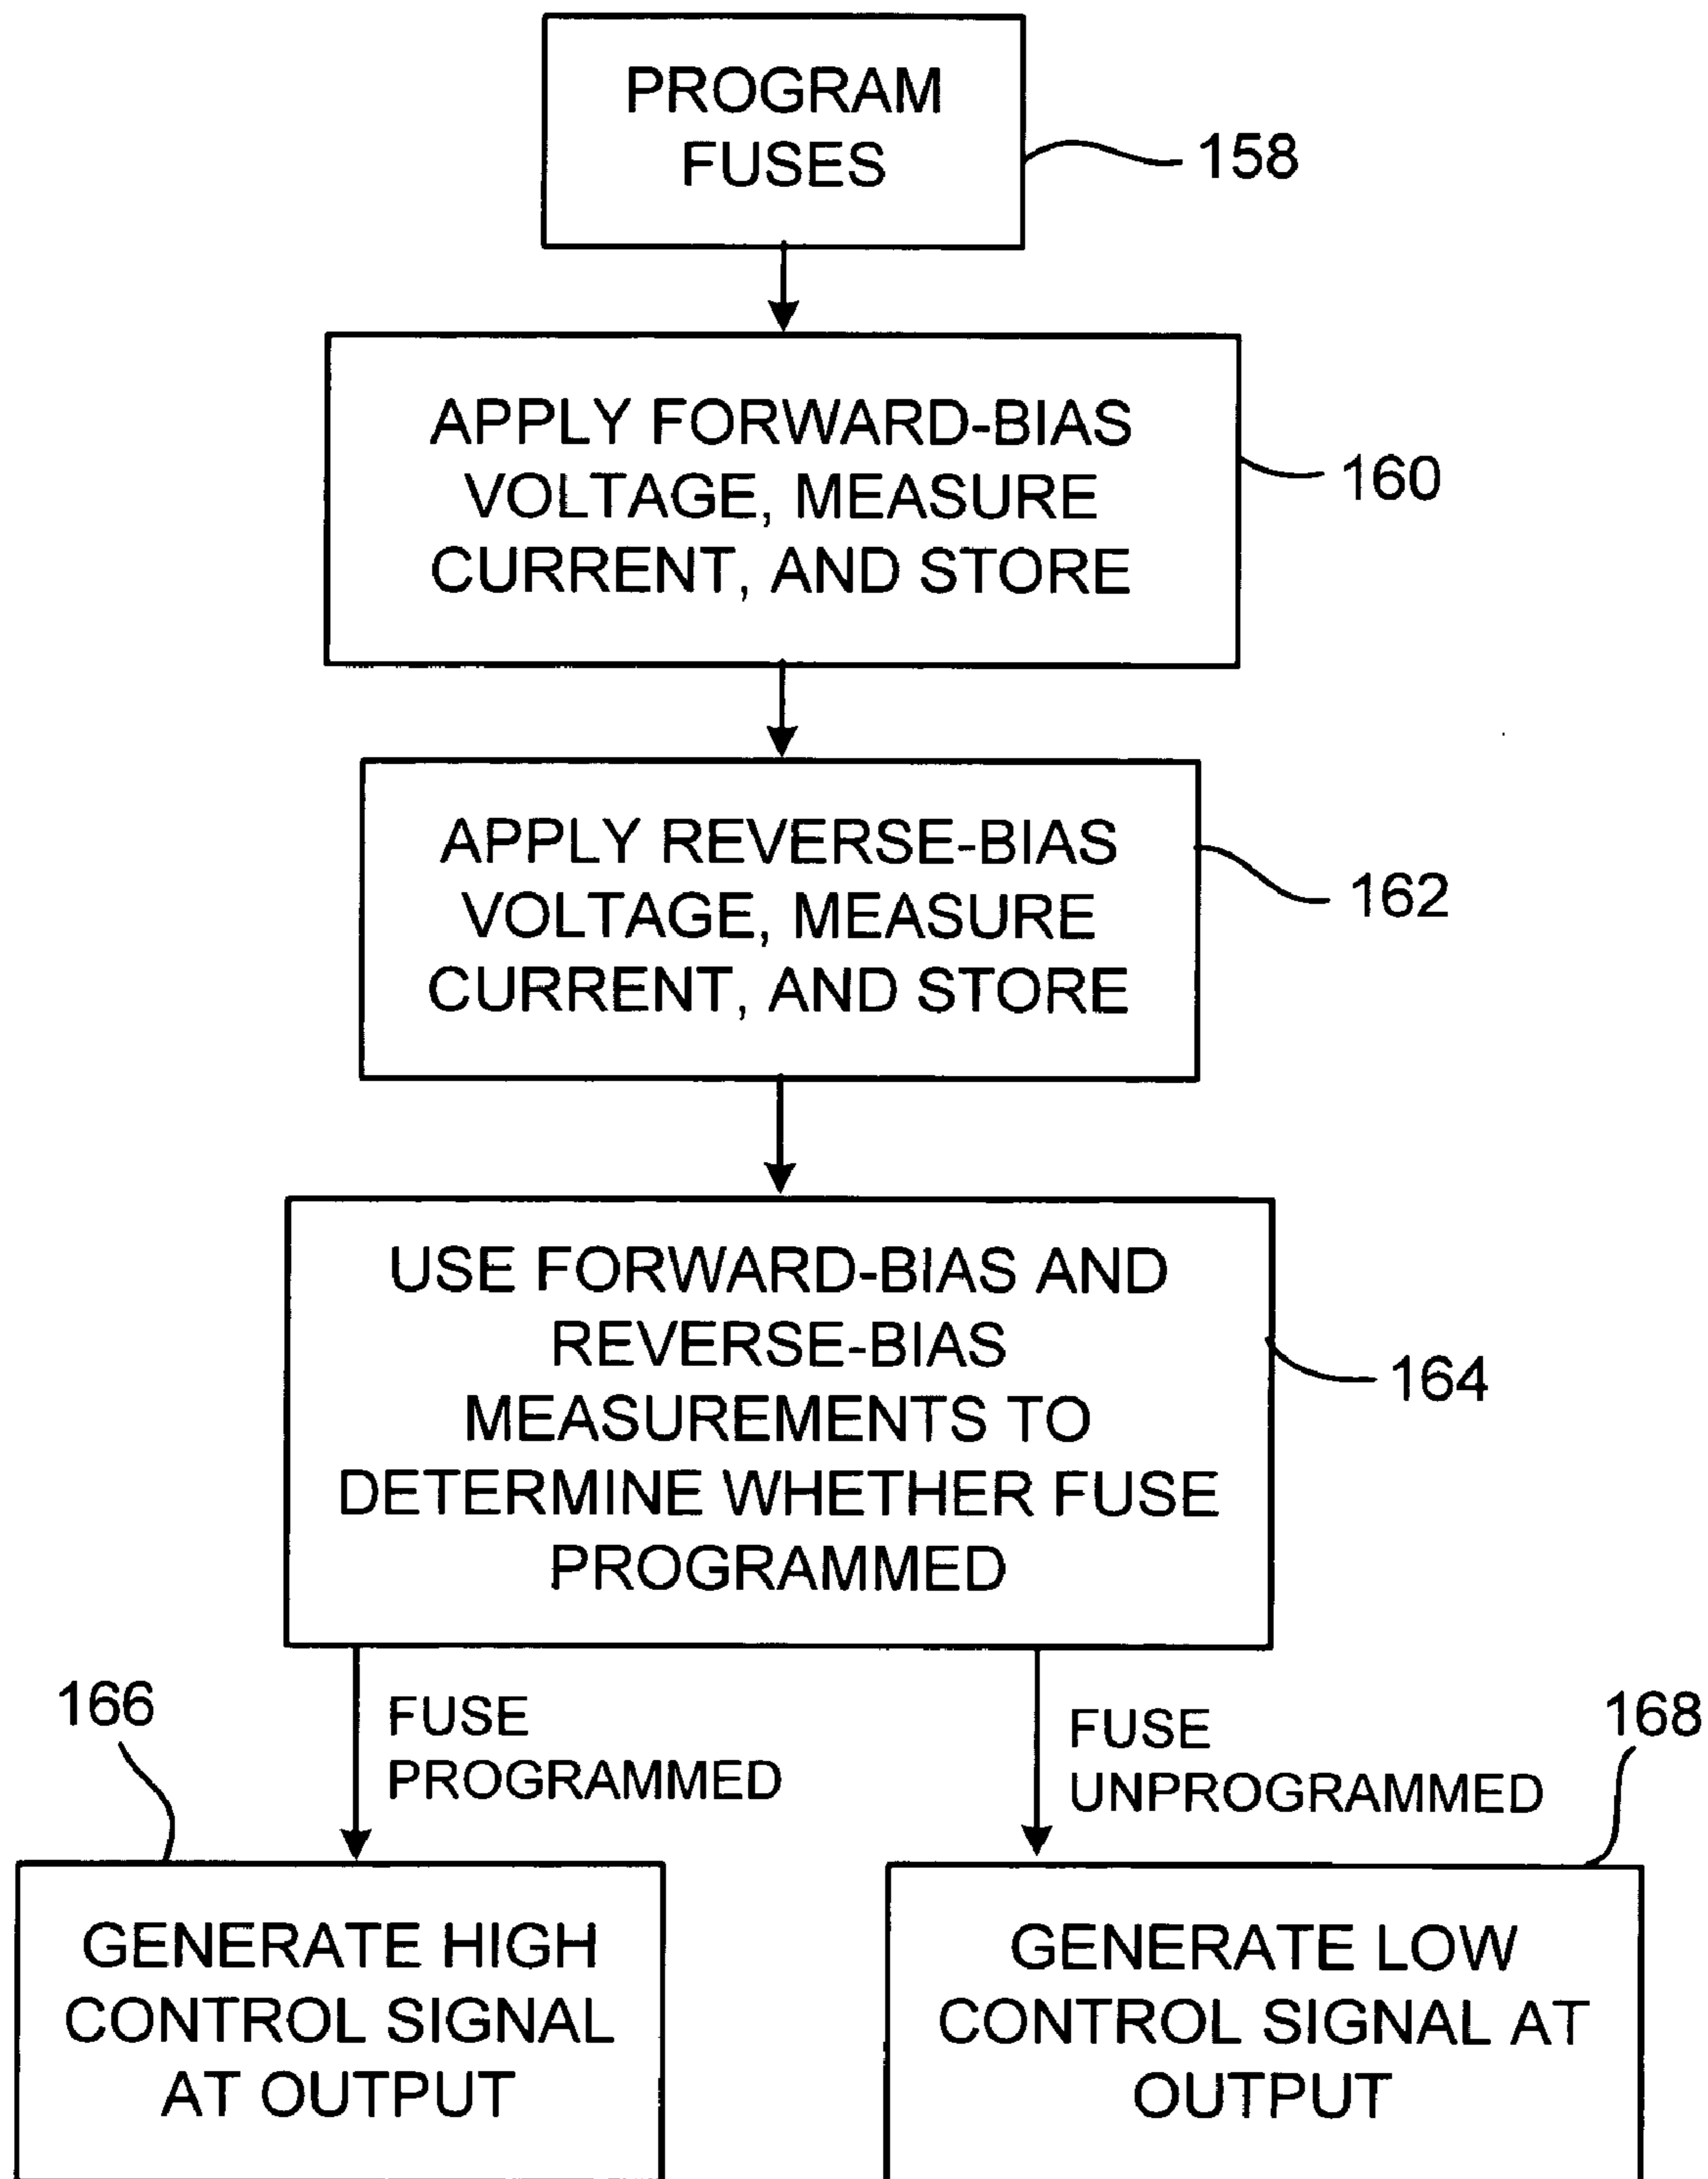 PROGRAM
FUSES
158
APPLY FORWARD-BIAS
VOLTAGE, MEASURE
CURRENT, AND STORE
160
APPLY REVERSE-BIAS
VOLTAGE, MEASURE
CURRENT, AND STORE
162
USE FORWARD-BIAS AND
REVERSE-BIAS
MEASUREMENTS TO
DETERMINE WHETHER FUSE
PROGRAMMED
164
166
FUSE
PROGRAMMED
FUSE
UNPROGRAMMED
168
GENERATE HIGH
CONTROL SIGNAL
AT OUTPUT
GENERATE LOW
CONTROL SIGNAL AT
OUTPUT